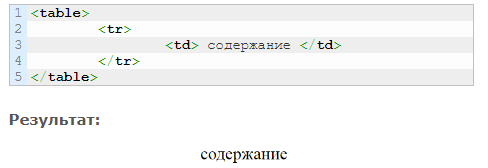 1 <table>
2 <tr>
3 <td> содержание </td>
4 </tr>
5 </table>
Результат:
содержание